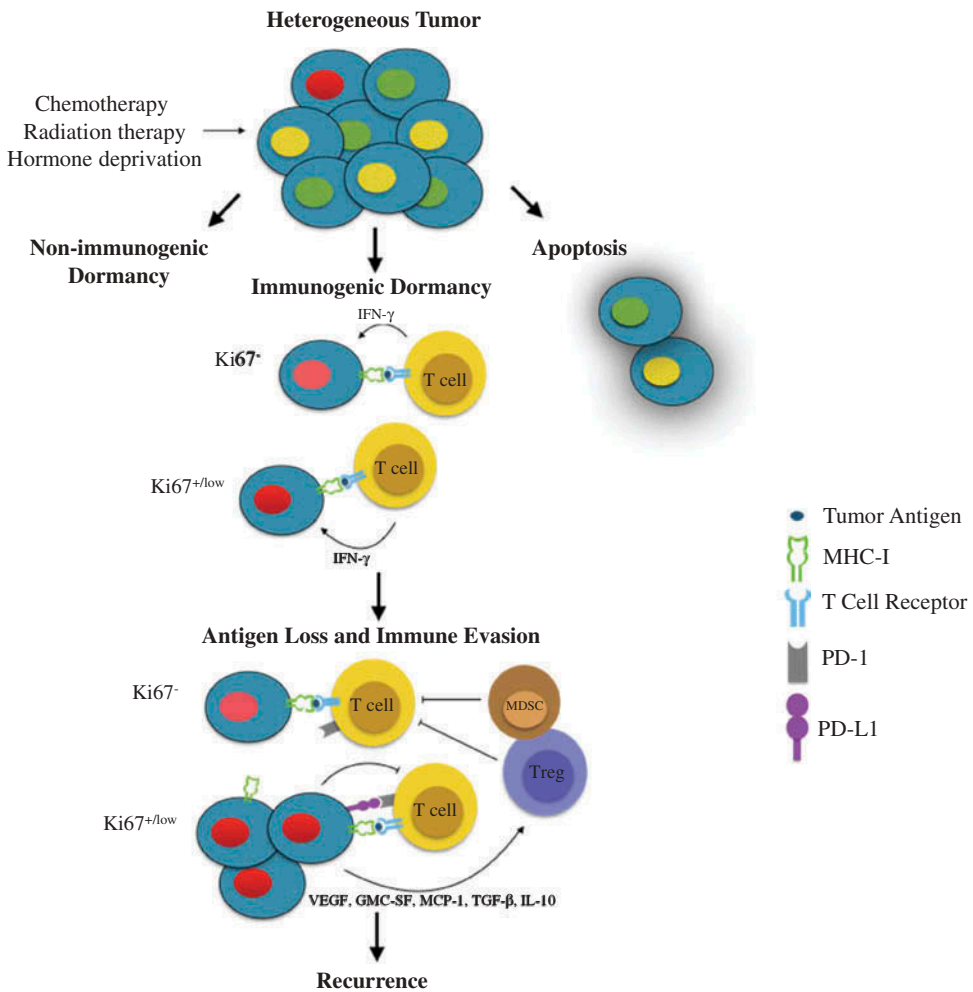 Heterogeneous Tumor
Chemotherapy
Radiation therapy
Hormone deprivation
Non-immunogenic
Dormancy
Apoptosis
Immunogenic Dormancy
IFN-γ
Ki67-
T cell
T cell
Ki67+/low
IFN-γ
Tumor Antigen
MHC-I
T Cell Receptor
PD-1
PD-L1
Antigen Loss and Immune Evasion
Ki67-
T cell
MDSC
Treg
T cell
Ki67+/low
VEGF, GMC-SF, MCP-1, TGF-β, IL-10
Recurrence